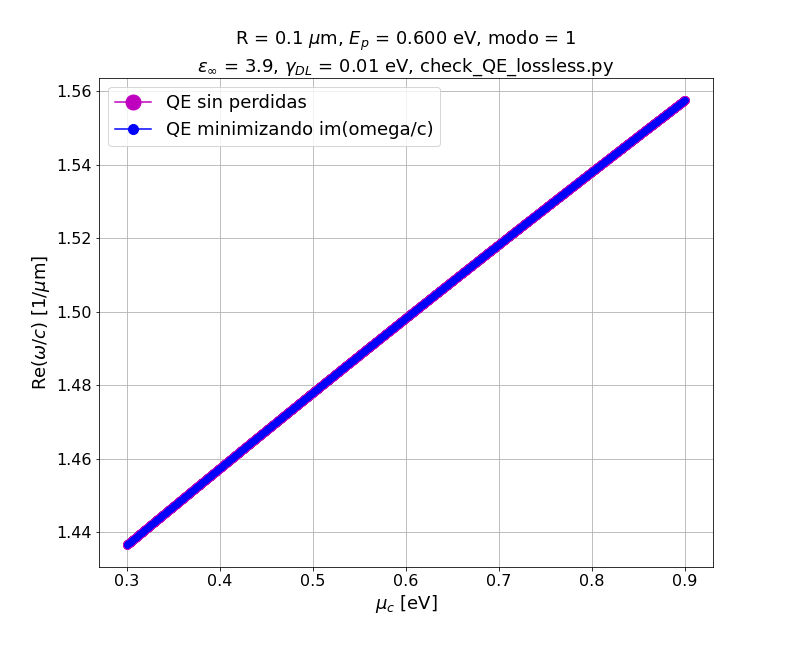 R = 0.1 μm, E_p = 0.600 eV, modo = 1
ε_∞ = 3.9, γ_DL = 0.01 eV, check_QE_lossless.py
QE sin perdidas
QE minimizando im(omega/c)
1.56
1.54
1.52
1.50
1.48
1.46
1.44
Re(ω/c) [1/μm]
0.3 0.4 0.5 0.6 0.7 0.8 0.9
μ_c [eV]